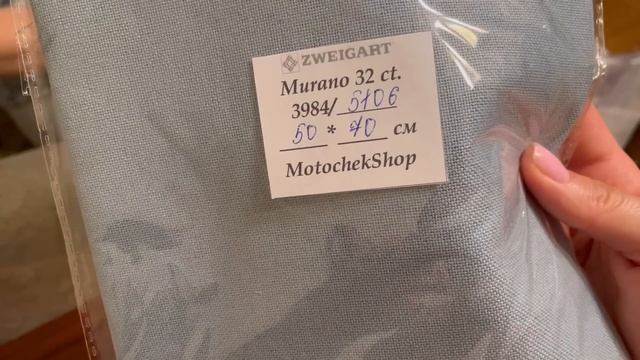 ZWEIGART
Murano 32 ct.
3984/ 5106
50 * 70 см
MotochekShop